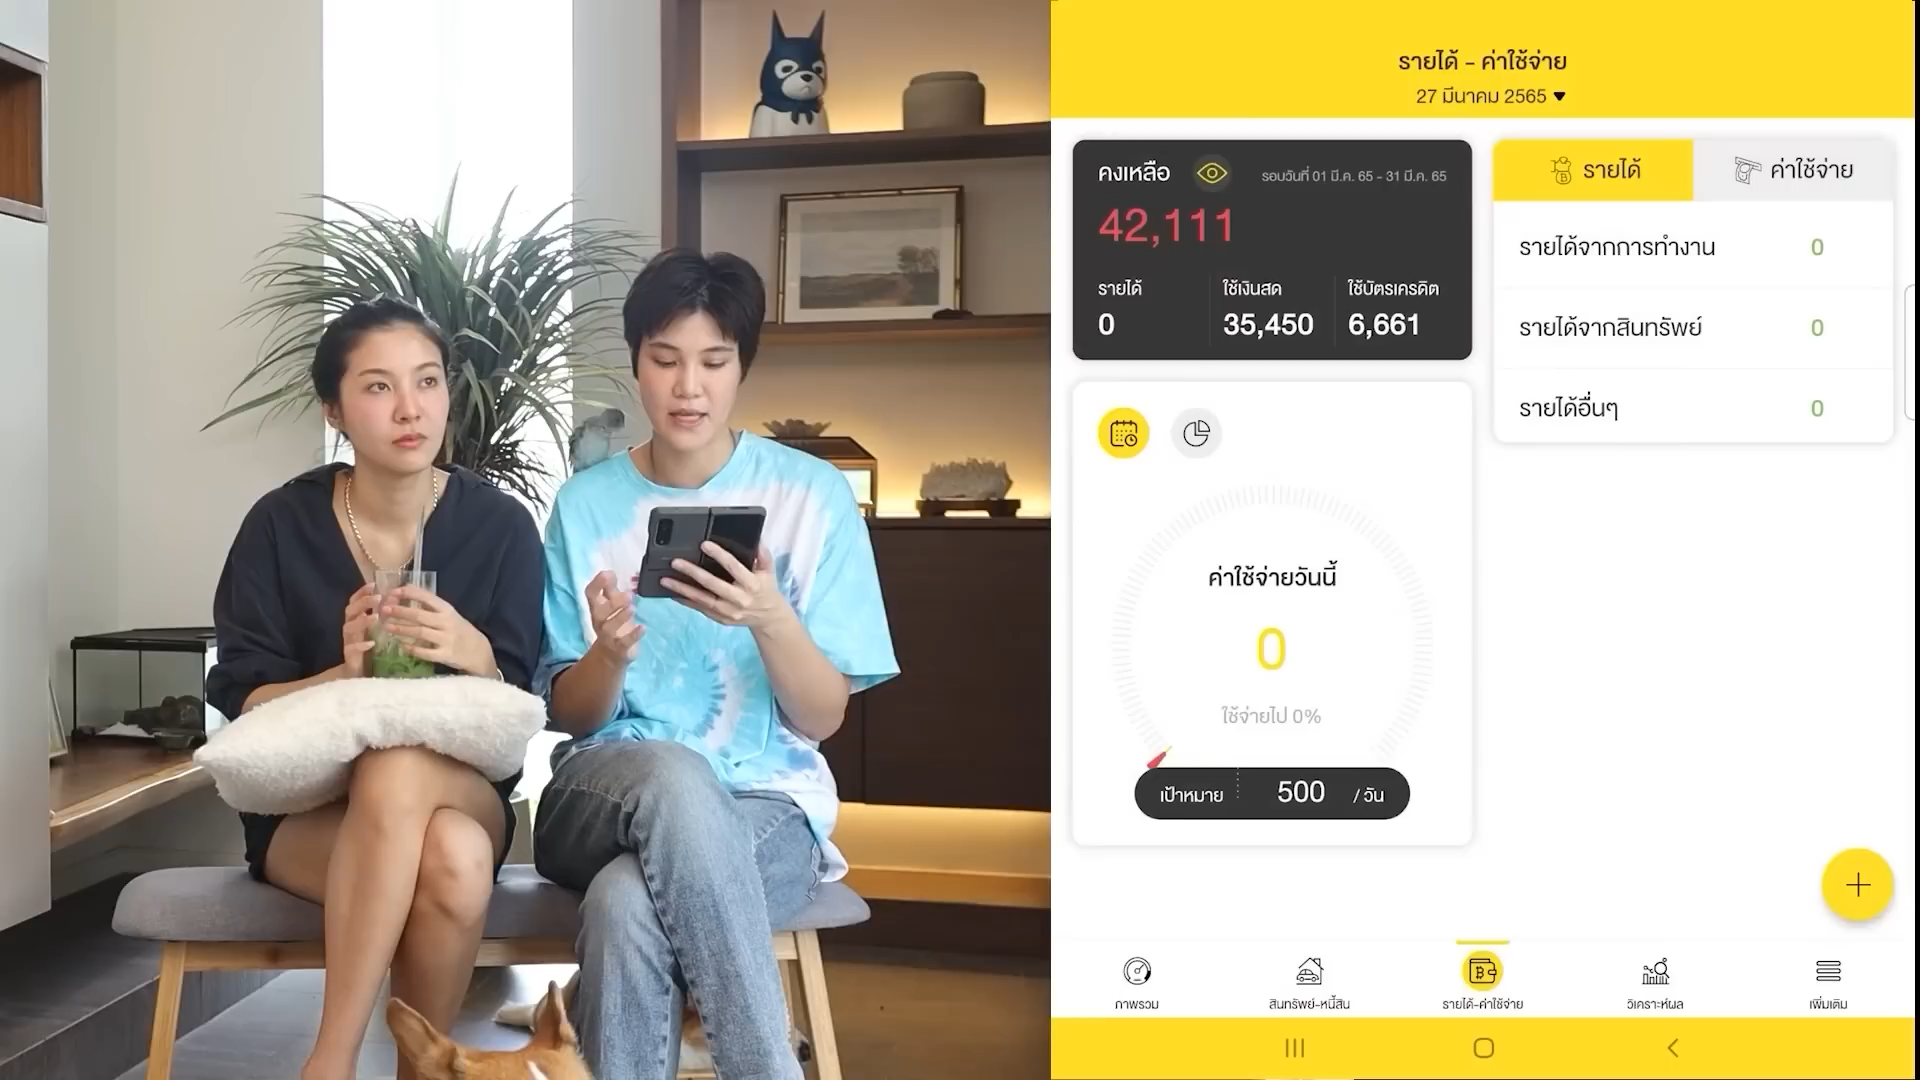 รายได้ - ค่าใช้จ่าย
27 มีนาคม 2565
คงเหลือ
รอบวันที่ 01 มี.ค. 65 - 31 มี.ค. 65
42,111
รายได้ ใช้เงินสด ใช้บัตรเครดิต
0 35,450 6,661
รายได้ ค่าใช้จ่าย
รายได้จากการทำงาน 0
รายได้จากสินทรัพย์ 0
รายได้อื่นๆ 0
ค่าใช้จ่ายวันนี้
0
ใช้จ่ายไป 0%
เป้าหมาย 500 / วัน
ภาพรวม สินทรัพย์-หนี้สิน รายได้-ค่าใช้จ่าย วิเคราะห์ผล เพิ่มเติม